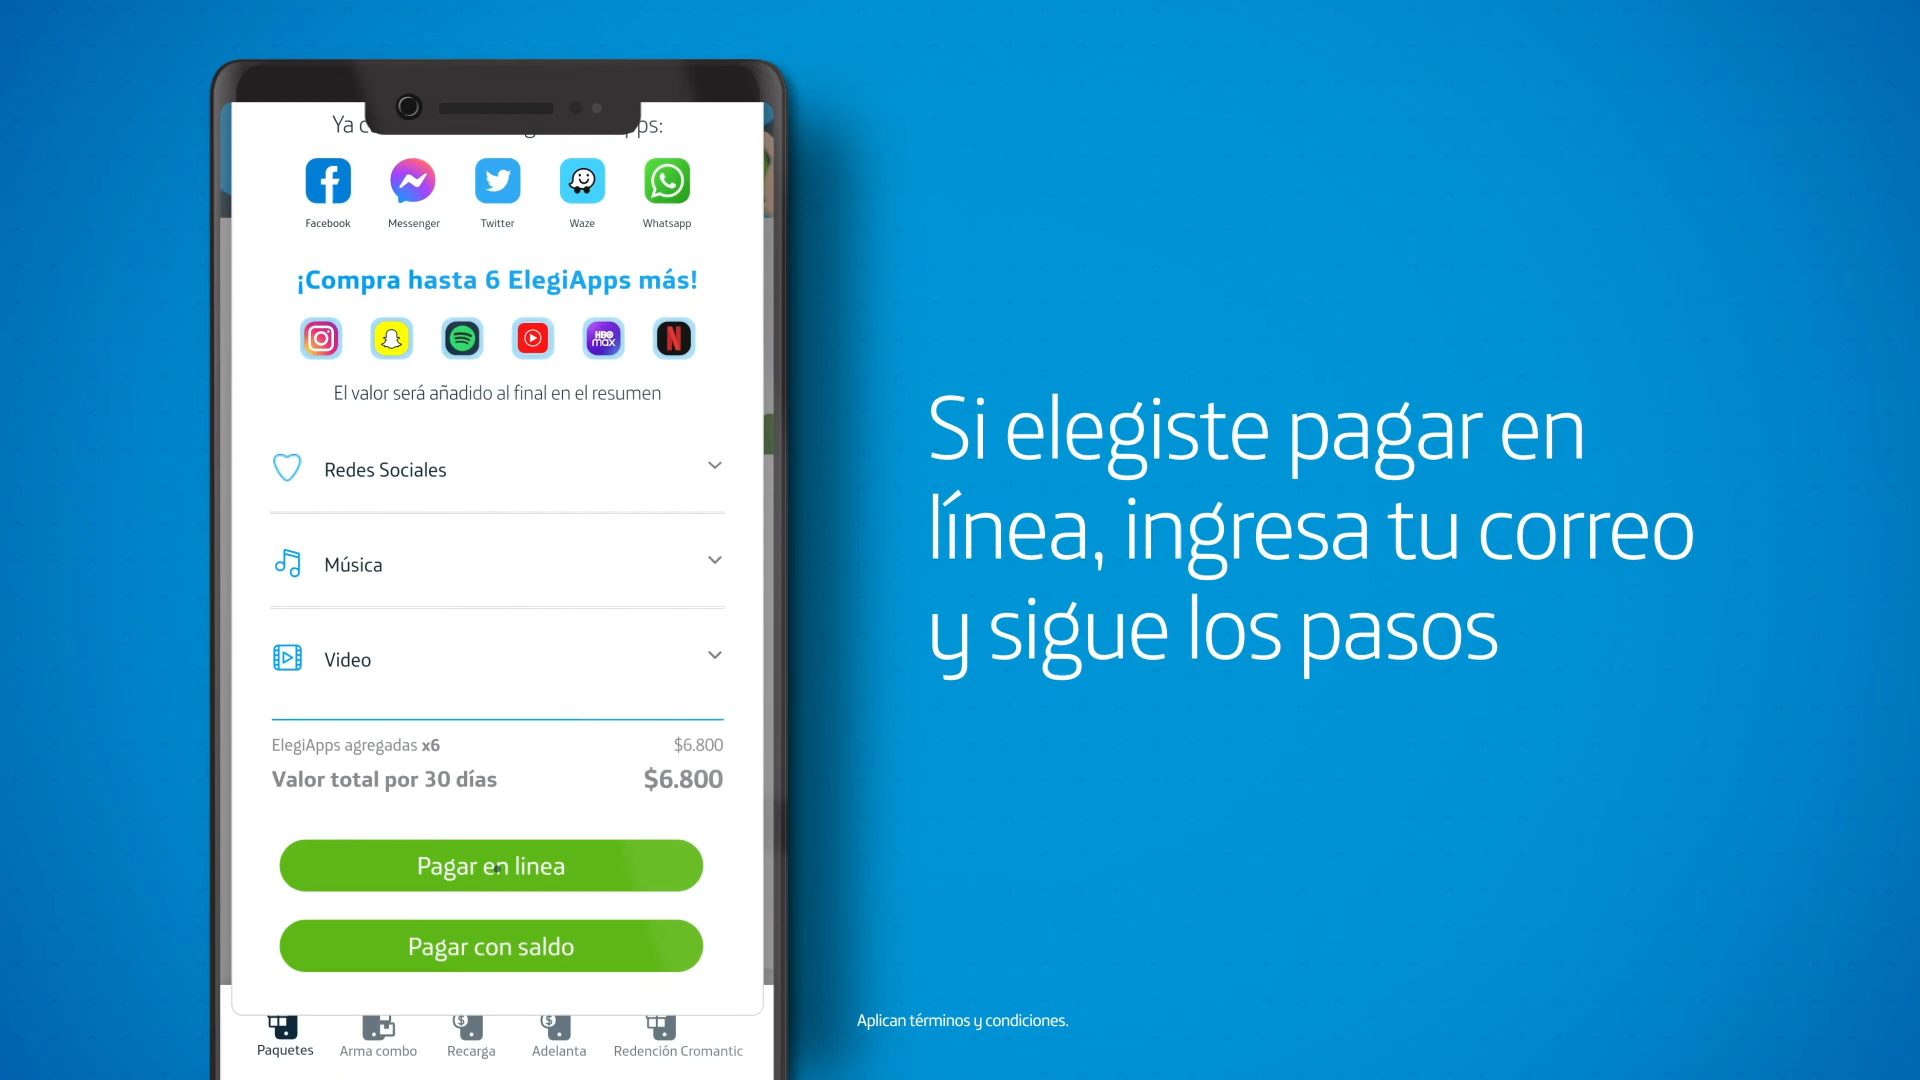 Ya
Facebook
Messenger
Twitter
Waze
Whatsapp
¡Compra hasta 6 ElegiApps más!
HBO
max
N
El valor será añadido al final en el resumen
Redes Sociales
Música
Video
ElegiApps agregadas x6 $6.800
Valor total por 30 días $6.800
Pagar en linea
Pagar con saldo
Paquetes
Arma combo
Recarga
Adelanta
Redención Cromantic
Si elegiste pagar en
línea, ingresa tu correo
y sigue los pasos
Aplican términos y condiciones.